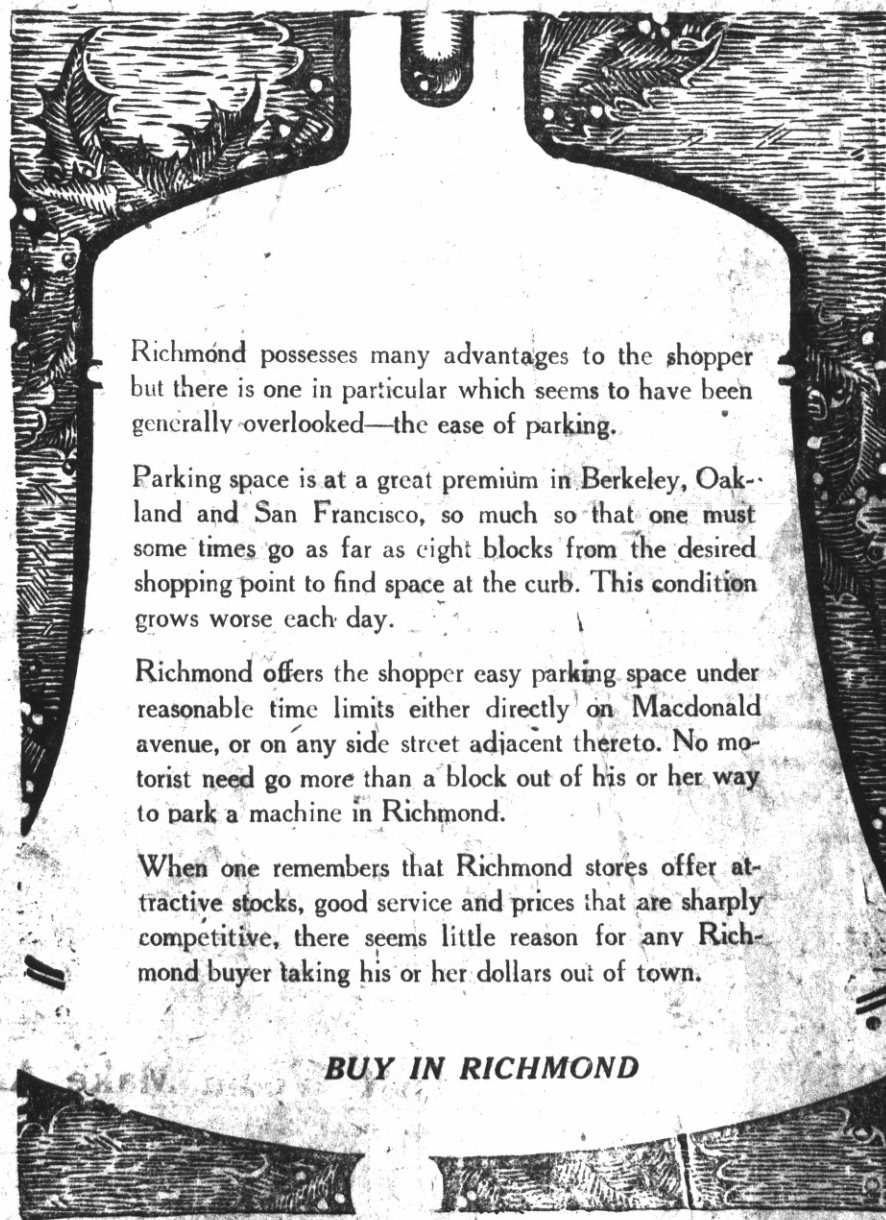 Richmond possesses many advantages to the shopper
but there is one in particular which seems to have been
generally overlooked—the ease of parking.
Parking space is at a great premium in Berkeley, Oak-
land and San Francisco, so much so that one must
some times go as far as eight blocks from the desired
shopping point to find space at the curb. This condition
grows worse each day.
Richmond offers the shopper easy parking space under
reasonable time limits either directly on Macdonald
avenue, or on any side street adjacent thereto. No mo-
torist need go more than a block out of his or her way
to park a machine in Richmond.
When one remembers that Richmond stores offer at-
tractive stocks, good service and prices that are sharply
competitive, there seems little reason for any Rich-
mond buyer taking his or her dollars out of town.
BUY IN RICHMOND